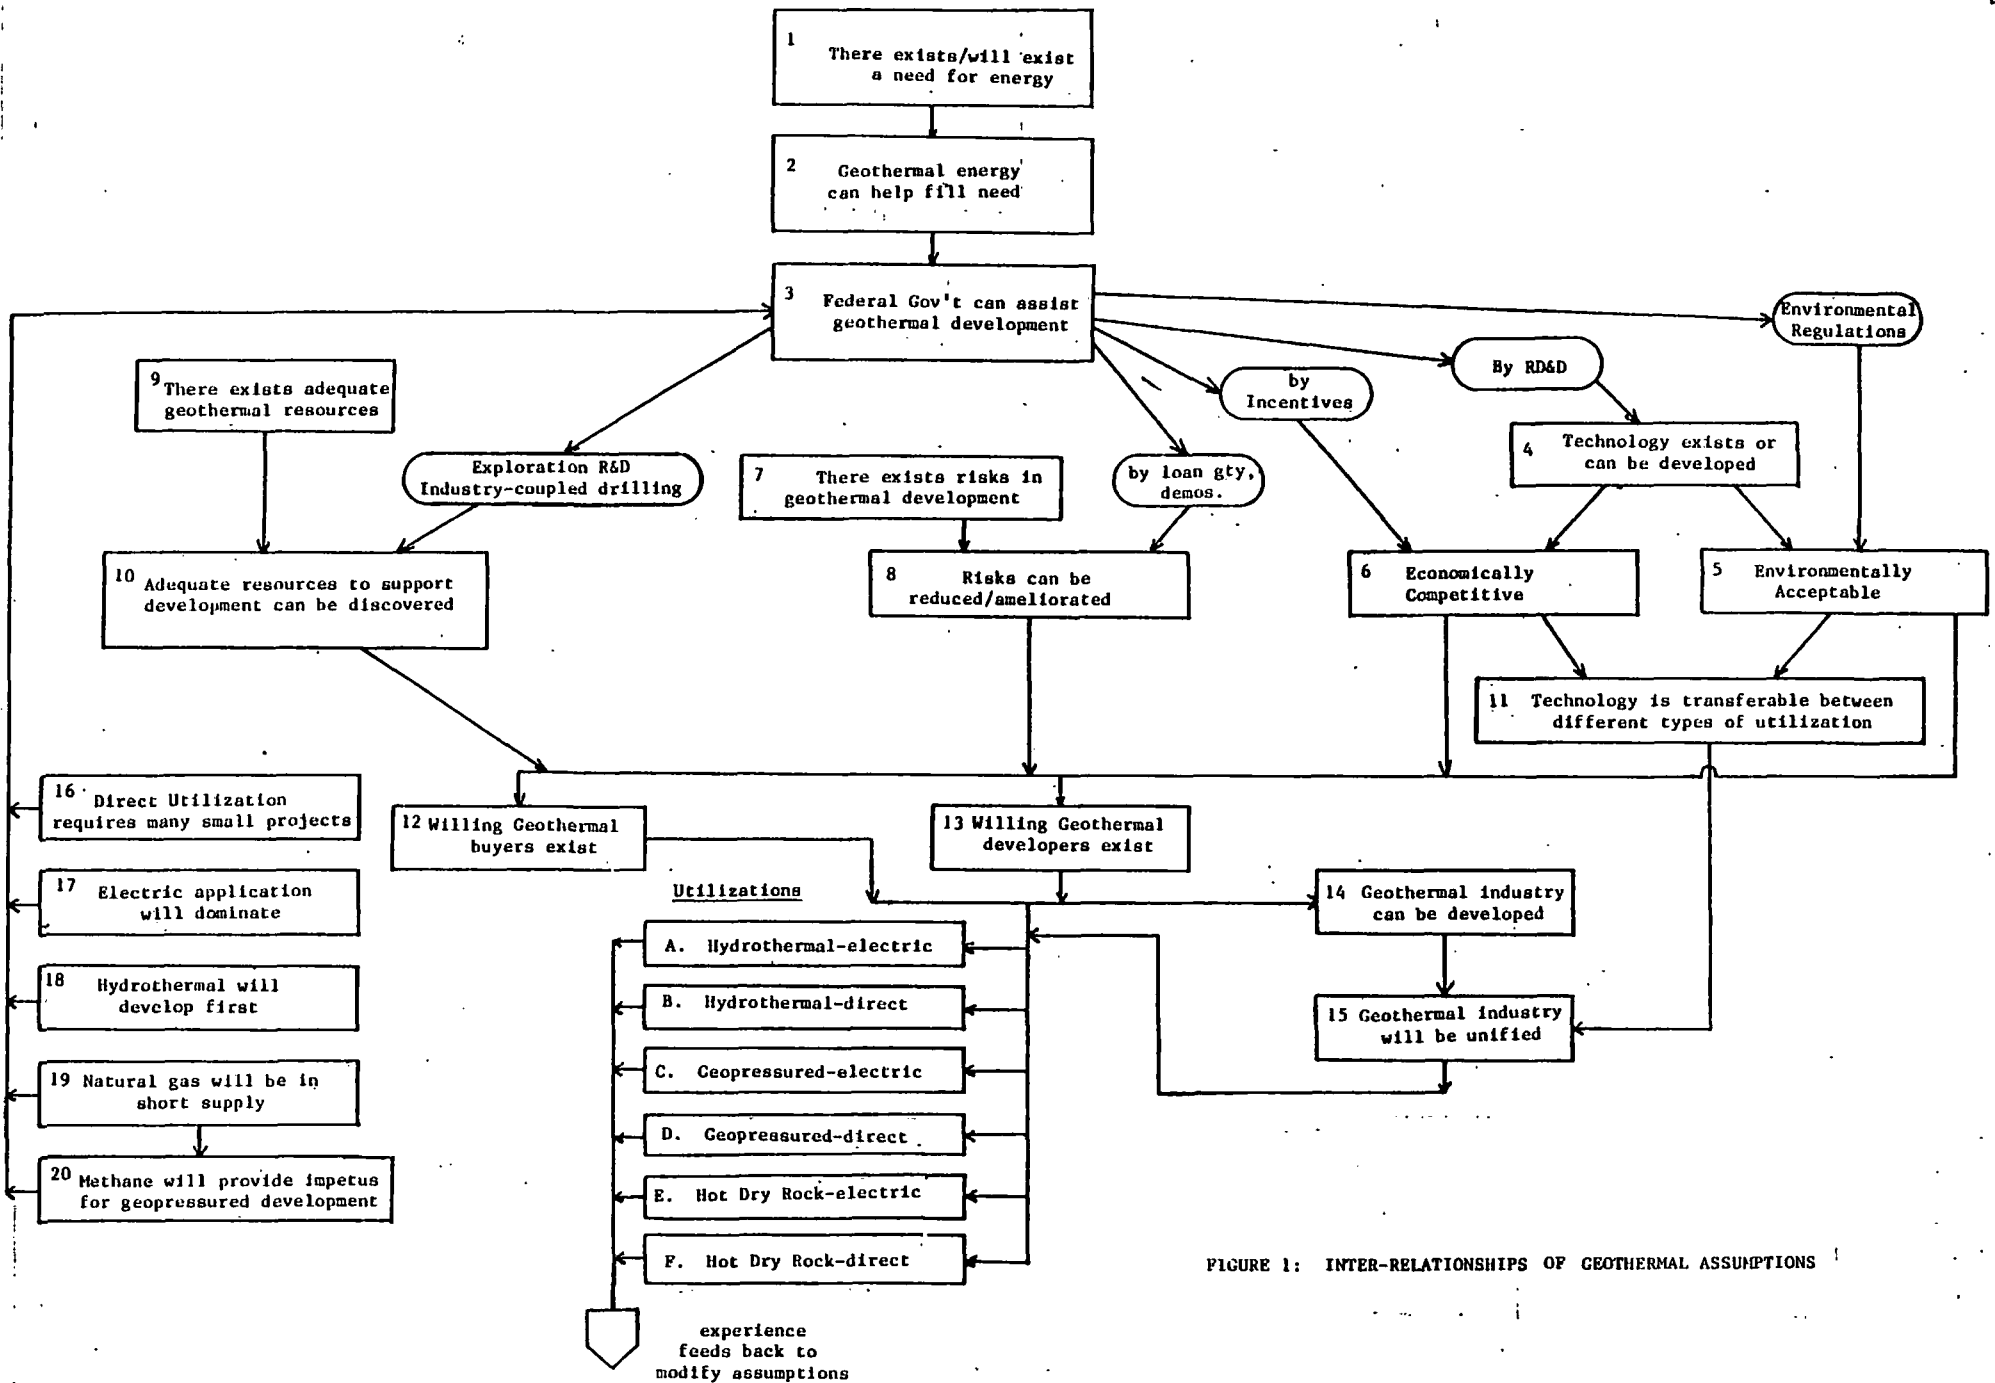 1
There exists/will exist
a need for energy
2
Geothermal energy
can help fill need
3
Federal Gov't can assist
geothermal development
Environmental
Regulations
By RD&D
by
Incentives
9
There exists adequate
geothermal resources
4
Technology exists or
can be developed
Exploration R&D
Industry-coupled drilling
7
There exists risks in
geothermal development
by loan gty,
demos.
10
Adequate resources to support
development can be discovered
8
Risks can be
reduced/ameliorated
6
Economically
Competitive
5
Environmentally
Acceptable
11 Technology is transferable between
different types of utilization
16
Direct Utilization
requires many small projects
12 Willing Geothermal
buyers exist
13 Willing Geothermal
developers exist
17
Electric application
will dominate
Utilizations
14 Geothermal industry
can be developed
A. Hydrothermal-electric
18
Hydrothermal will
develop first
B. Hydrothermal-direct
15 Geothermal industry
will be unified
19 Natural gas will be in
short supply
C. Geopressured-electric
D. Geopressured-direct
20 Methane will provide impetus
for geopressured development
E. Hot Dry Rock-electric
F. Hot Dry Rock-direct
FIGURE 1: INTER-RELATIONSHIPS OF GEOTHERMAL ASSUMPTIONS
experience
feeds back to
modify assumptions